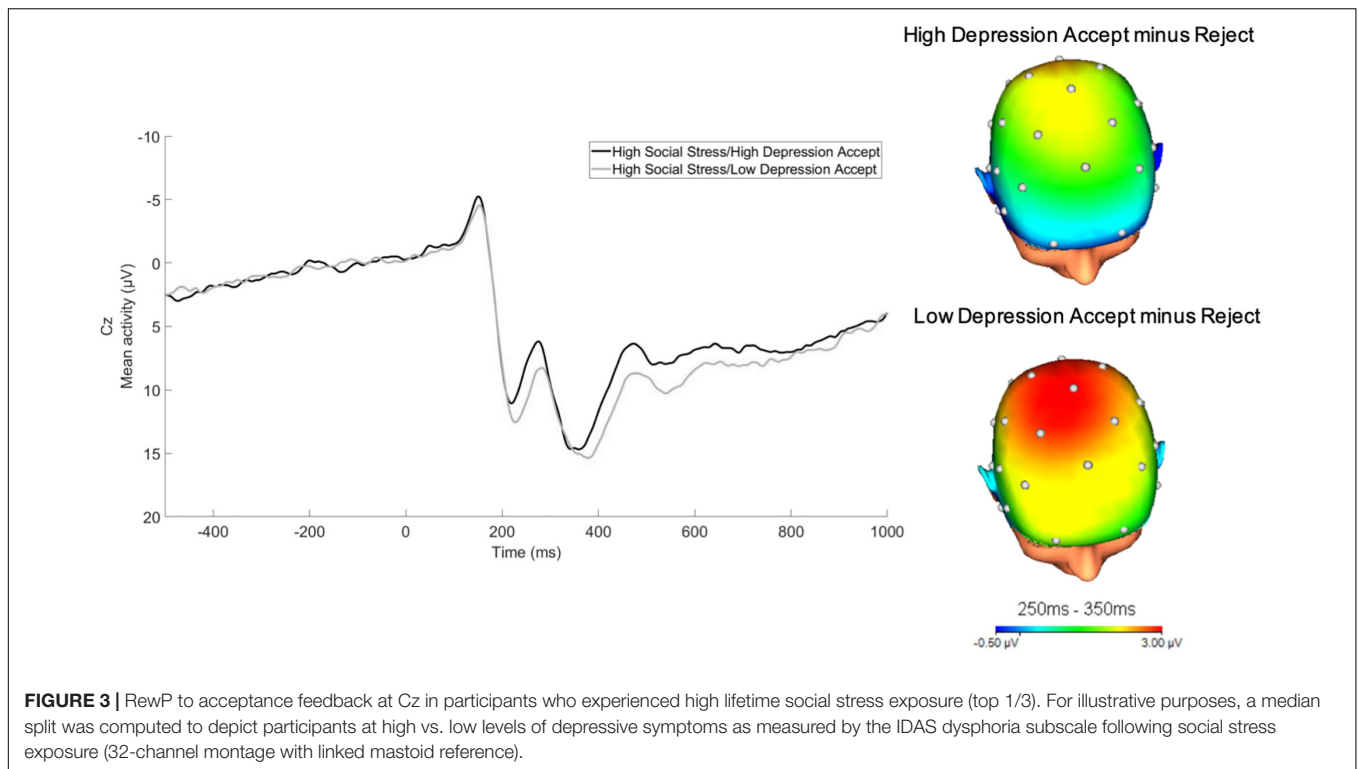 High Depression Accept minus Reject
-10
-5
0
5
10
15
20
Cz
Mean activity (µV)
High Social Stress/High Depression Accept
High Social Stress/Low Depression Accept
-400
-200
0
200
400
600
800
1000
Time (ms)
Low Depression Accept minus Reject
250ms - 350ms
-0.50 µV
3.00 µV
FIGURE 3 | RewP to acceptance feedback at Cz in participants who experienced high lifetime social stress exposure (top 1/3). For illustrative purposes, a median
split was computed to depict participants at high vs. low levels of depressive symptoms as measured by the IDAS dysphoria subscale following social stress
exposure (32-channel montage with linked mastoid reference).